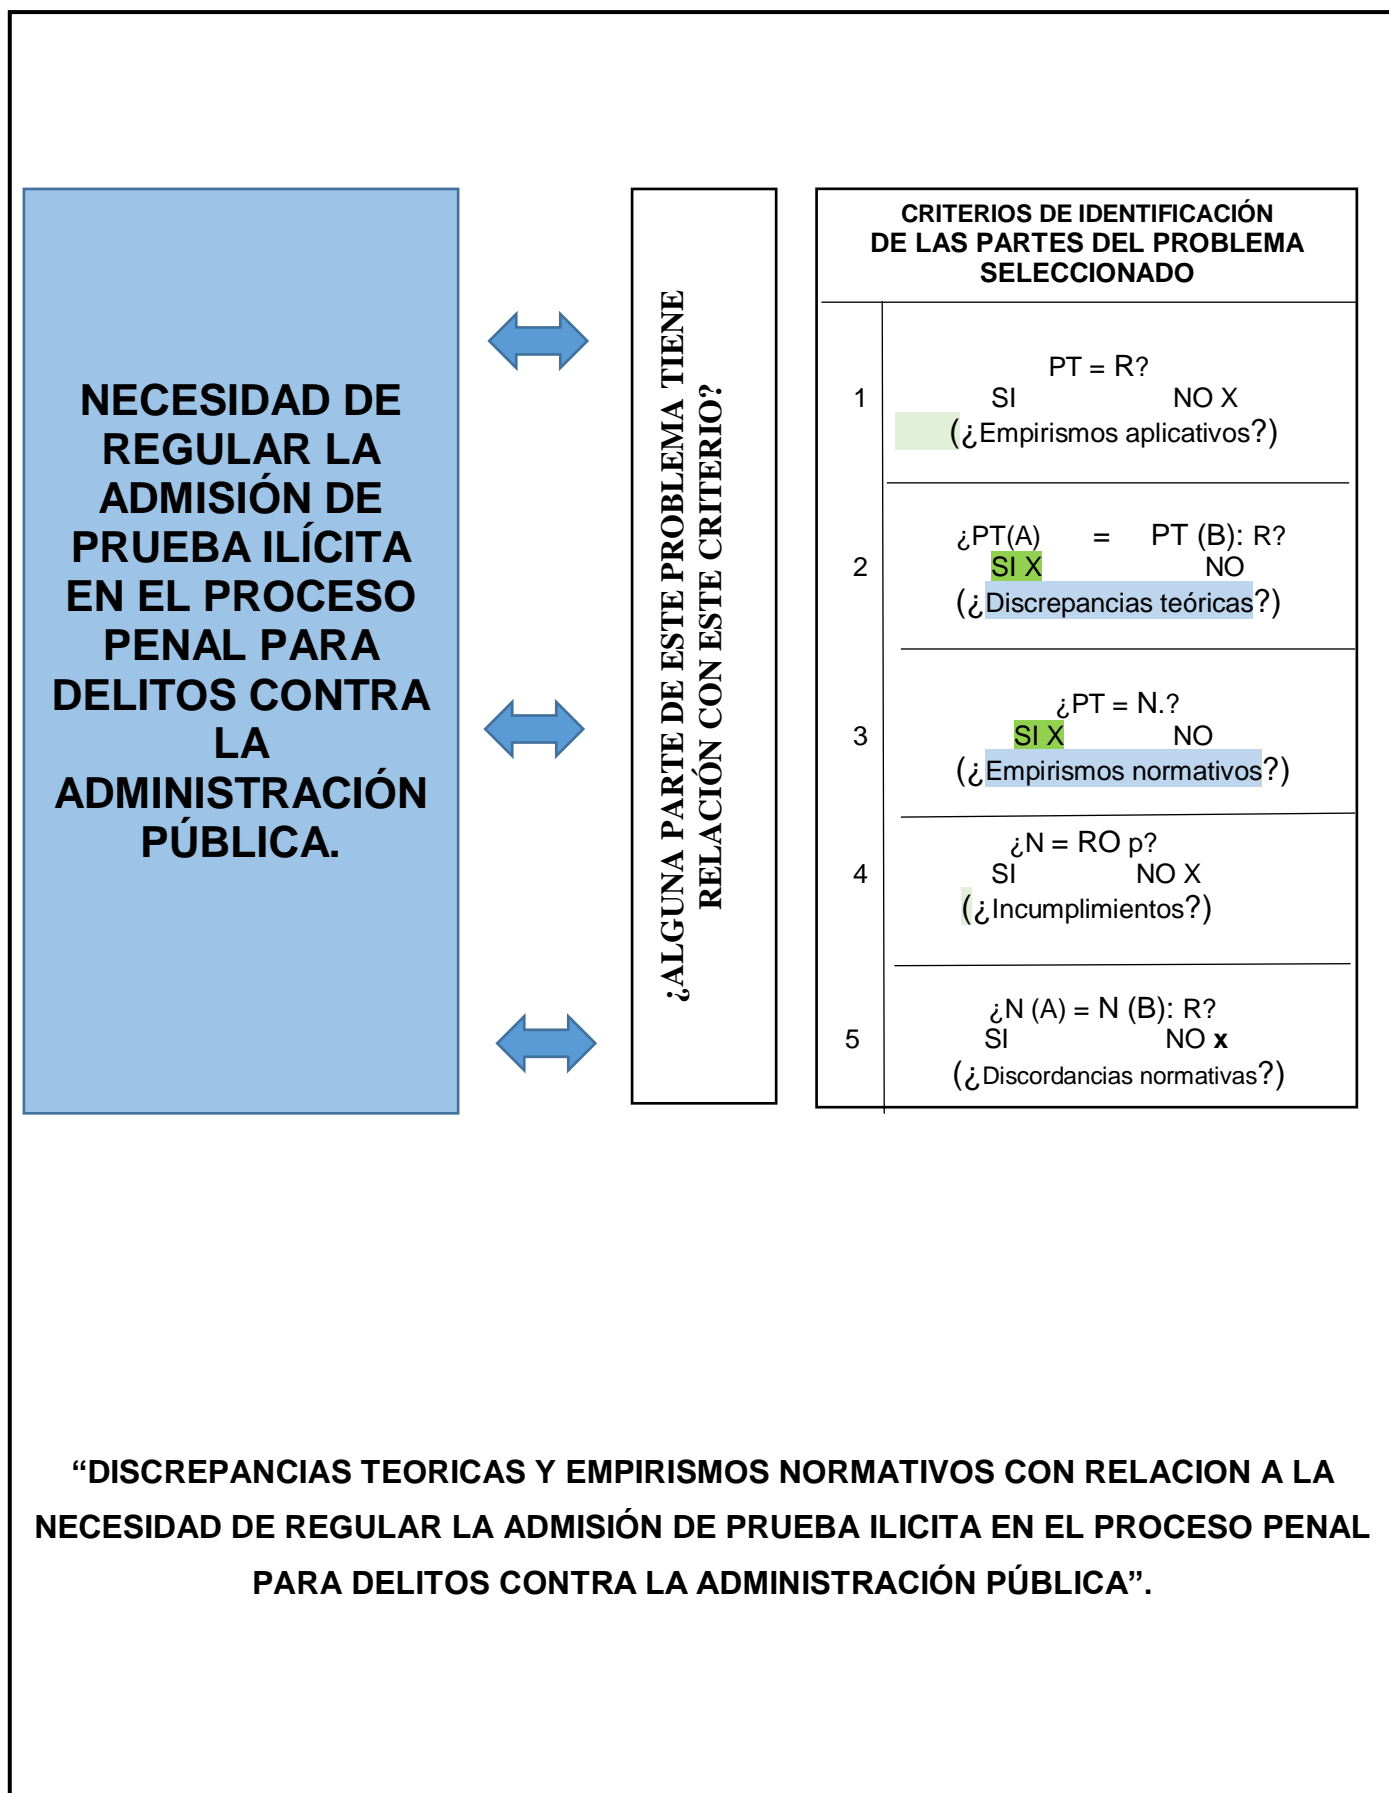 NECESIDAD DE
REGULAR LA
ADMISIÓN DE
PRUEBA ILÍCITA
EN EL PROCESO
PENAL PARA
DELITOS CONTRA
LA
ADMINISTRACIÓN
PÚBLICA.
¿ALGUNA PARTE DE ESTE PROBLEMA TIENE
RELACIÓN CON ESTE CRITERIO?
CRITERIOS DE IDENTIFICACIÓN
DE LAS PARTES DEL PROBLEMA
SELECCIONADO
1
PT = R?
SI NO X
(¿Empirismos aplicativos?)
2
¿PT(A) = PT (B): R?
SI X NO
(¿Discrepancias teóricas?)
3
¿PT = N.?
SI X NO
(¿Empirismos normativos?)
4
¿N = RO p?
SI NO X
(¿Incumplimientos?)
5
¿N (A) = N (B): R?
SI NO x
(¿Discordancias normativas?)
“DISCREPANCIAS TEORICAS Y EMPIRISMOS NORMATIVOS CON RELACION A LA
NECESIDAD DE REGULAR LA ADMISIÓN DE PRUEBA ILICITA EN EL PROCESO PENAL
PARA DELITOS CONTRA LA ADMINISTRACIÓN PÚBLICA”.